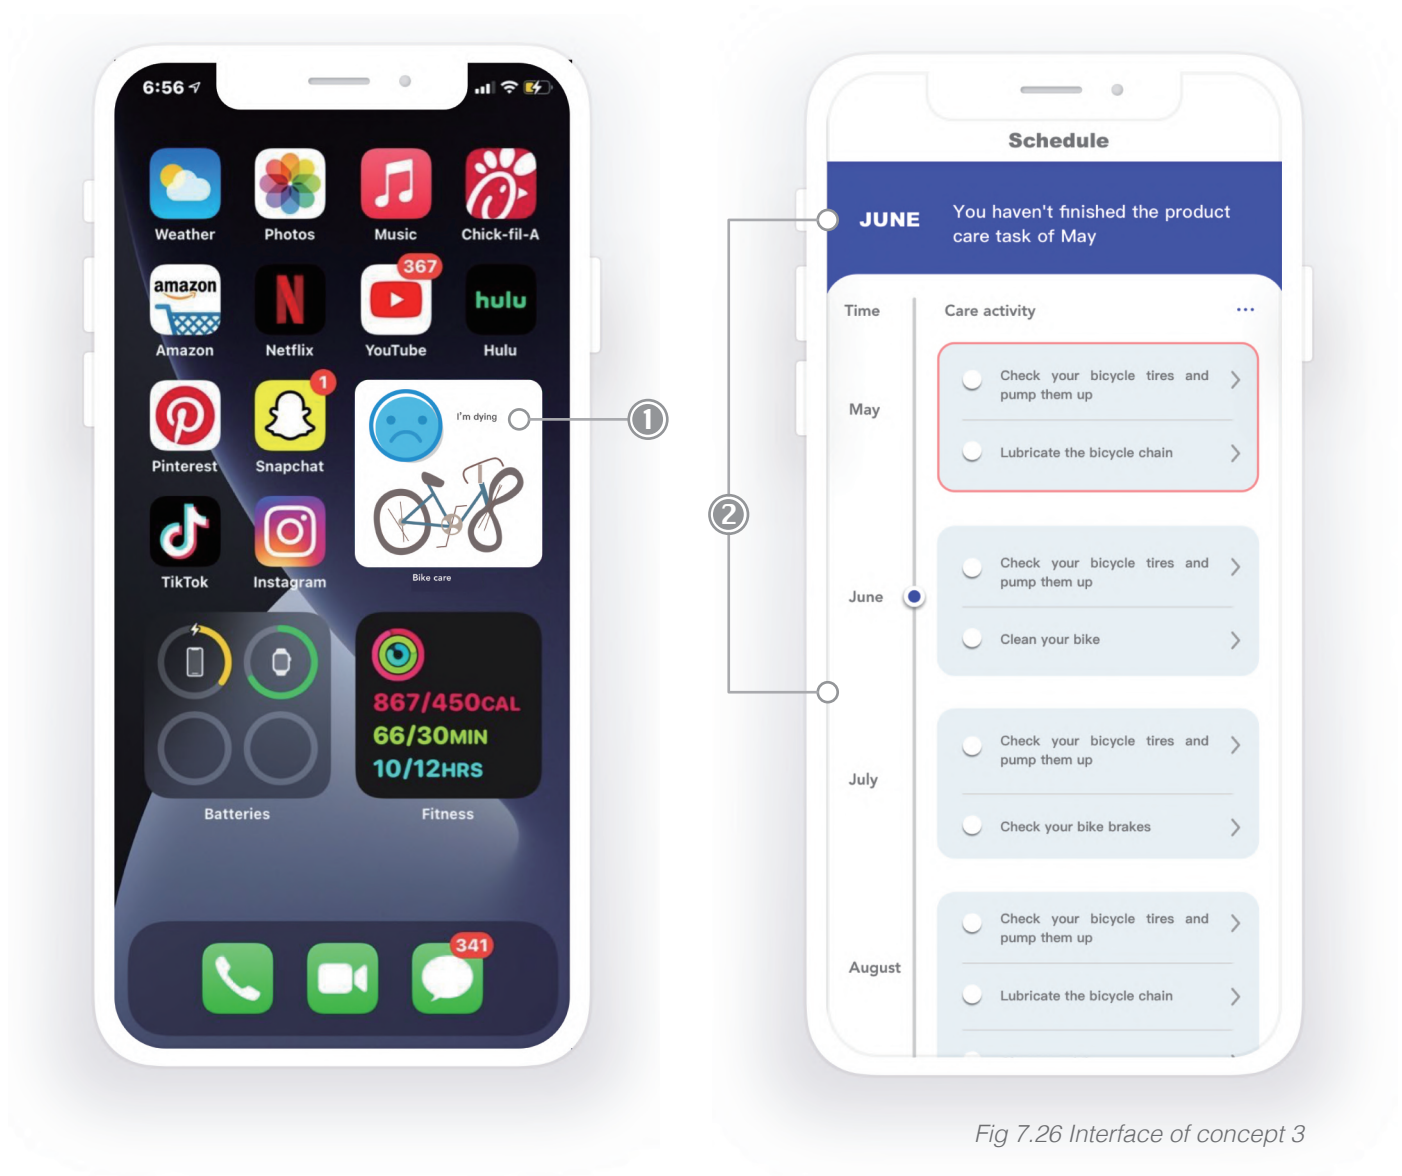 6:56
Weather
Photos
Music
Chick-fil-A
amazon
367
hulu
Amazon
Netflix
YouTube
Hulu
1
I'm dying
1
Pinterest
Snapchat
TikTok
Instagram
Bike care
867/450CAL
66/30MIN
10/12HRS
Batteries
Fitness
341
2
Schedule
JUNE
You haven't finished the product
care task of May
Time
Care activity
...
May
Check your bicycle tires and
pump them up
Lubricate the bicycle chain
June
Check your bicycle tires and
pump them up
Clean your bike
July
Check your bicycle tires and
pump them up
Check your bike brakes
August
Check your bicycle tires and
pump them up
Lubricate the bicycle chain
Fig 7.26 Interface of concept 3